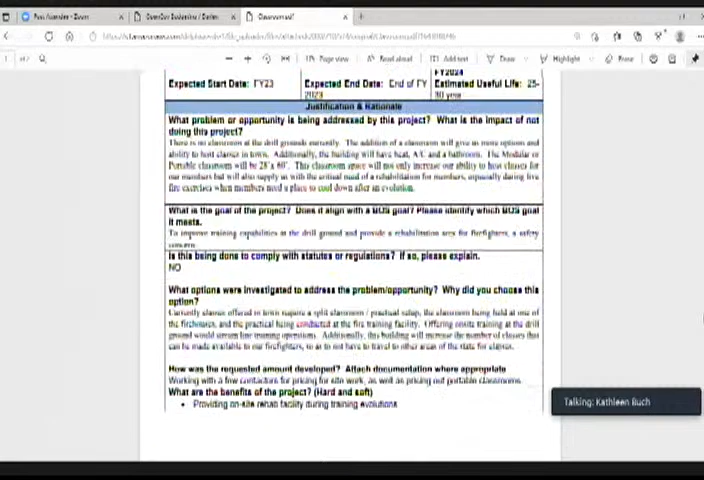 Classroom.pdf
Page view
Read aloud
Add text
Draw
Highlight
Erase
FY2024
Expected Start Date: FY23
Expected End Date: End of FY
2023
Estimated Useful Life: 25-
30 year
Justification & Rationale
What problem or opportunity is being addressed by this project? What is the impact of not
doing this project?
There is no classroom at the drill grounds currently. The addition of a classroom will give us more options and
ability to host classes in town. Additionally, the building will have heat, A/C and a bathroom. The Modular or
Portable classroom will be 28'x 60'. This classroom space will not only increase our ability to host classes for
our members but will also supply us with the critical need of a rehabilitation for members, especially during live
fire exercises when members need a place to cool down after an evolution.
What is the goal of the project? Does it align with a BOS goal? Please identify which BOS goal
it meets.
To improve training capabilities at the drill ground and provide a rehabilitation area for firefighters, a safety
concern.
Is this being done to comply with statutes or regulations? If so, please explain.
NO
What options were investigated to address the problem/opportunity? Why did you choose this
option?
Currently classes offered in town require a split classroom / practical setup, the classroom being held at one of
the firehouses, and the practical being conducted at the fire training facility. Offering onsite training at the drill
ground would stream line training operations. Additionally, this building will increase the number of classes that
can be made available to our firefighters, so as to not have to travel to other areas of the state for classes.
How was the requested amount developed? Attach documentation where appropriate
Working with a few contactors for pricing for site work, as well as pricing out portable classrooms
What are the benefits of the project? (Hard and soft)
• Providing on-site rehab facility during training evolutions
Talking: Kathleen Buch